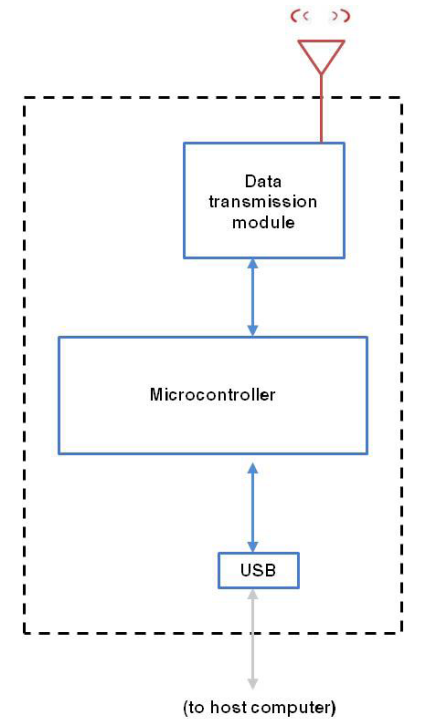 Data
transmission
module
Microcontroller
USB
(to host computer)